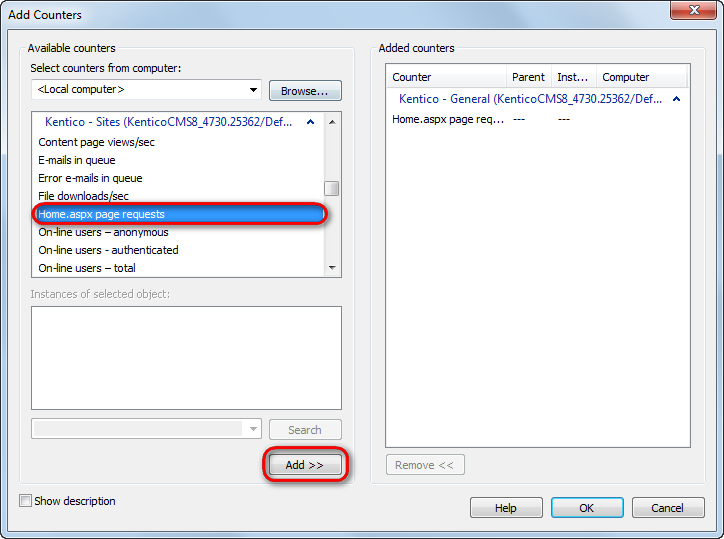 Add Counters
Available counters
Select counters from computer:
<Local computer>
Browse...
Kentico - Sites (KenticoCMS8_4730.25362/Def...
Content page views/sec
E-mails in queue
Error e-mails in queue
File downloads/sec
Home.aspx page requests
On-line users – anonymous
On-line users - authenticated
On-line users – total
Instances of selected object:
Search
Add >>
Show description
Added counters
Counter Parent Inst... Computer
Kentico - General (KenticoCMS8_4730.25362/Def...
Home.aspx page req... --- ---
Remove <<
Help OK Cancel